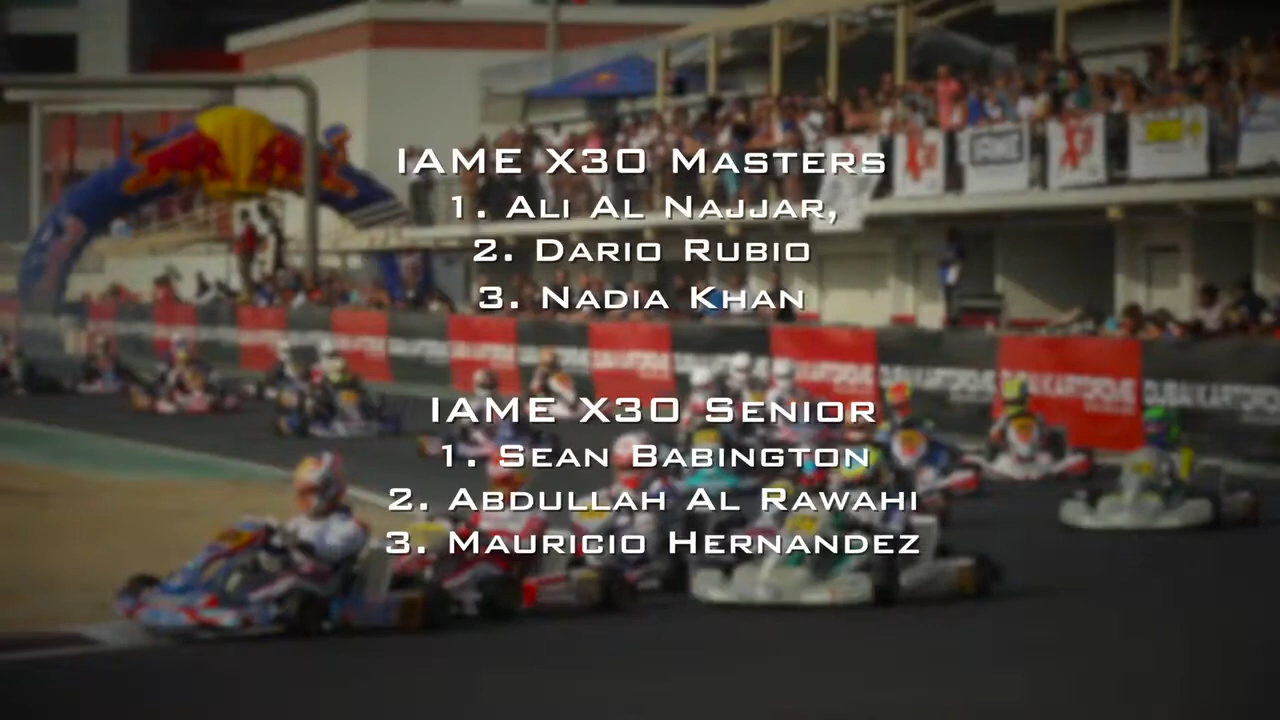 IAME X30 Masters
1. Ali Al Najjar,
2. Dario Rubio
3. Nadia Khan
IAME X30 Senior
1. Sean Babington
2. Abdullah Al Rawahi
3. Mauricio Hernandez
IAME